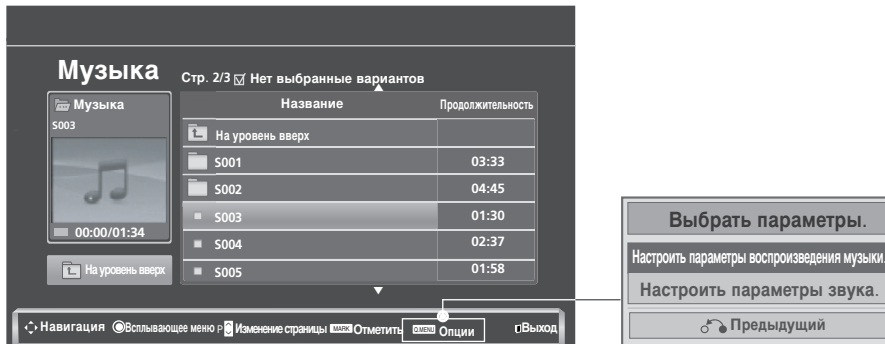 Музыка
Стр. 2/3 Нет выбранные вариантов
Музыка
S003
00:00/01:34
На уровень вверх
Название Продолжительность
На уровень вверх
S001 03:33
S002 04:45
S003 01:30
S004 02:37
S005 01:58
Навигация Всплывающее меню P Изменение страницы MARK Отметить Q.MENU Опции Выход
Выбрать параметры.
Настроить параметры воспроизведения музыки.
Настроить параметры звука.
Предыдущий